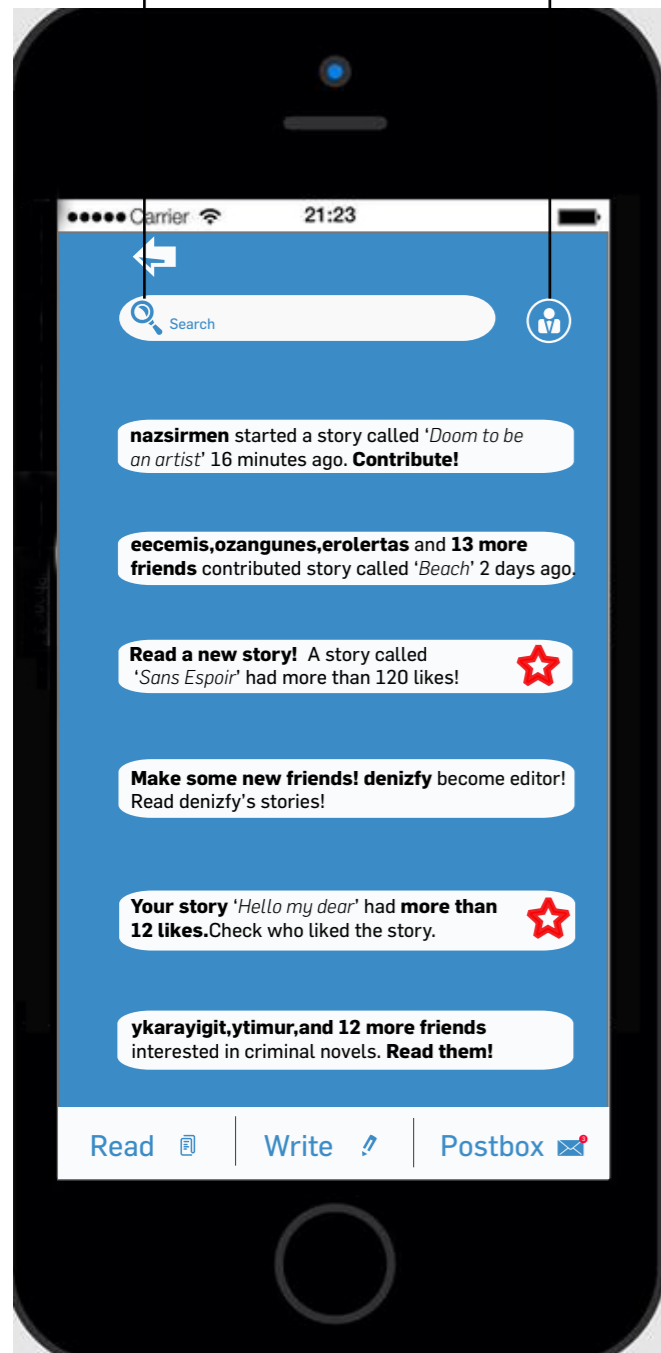 Carrier 21:23
Search
nazsirmen started a story called ‘Doom to be
an artist’ 16 minutes ago. Contribute!
eecemis,ozangunes,erolertas and 13 more
friends contributed story called ‘Beach’ 2 days ago.
Read a new story! A story called
‘Sans Espoir’ had more than 120 likes!
Make some new friends! denizfy become editor!
Read denizfy’s stories!
Your story ‘Hello my dear’ had more than
12 likes.Check who liked the story.
ykarayigit,ytimur,and 12 more friends
interested in criminal novels. Read them!
Read Write Postbox